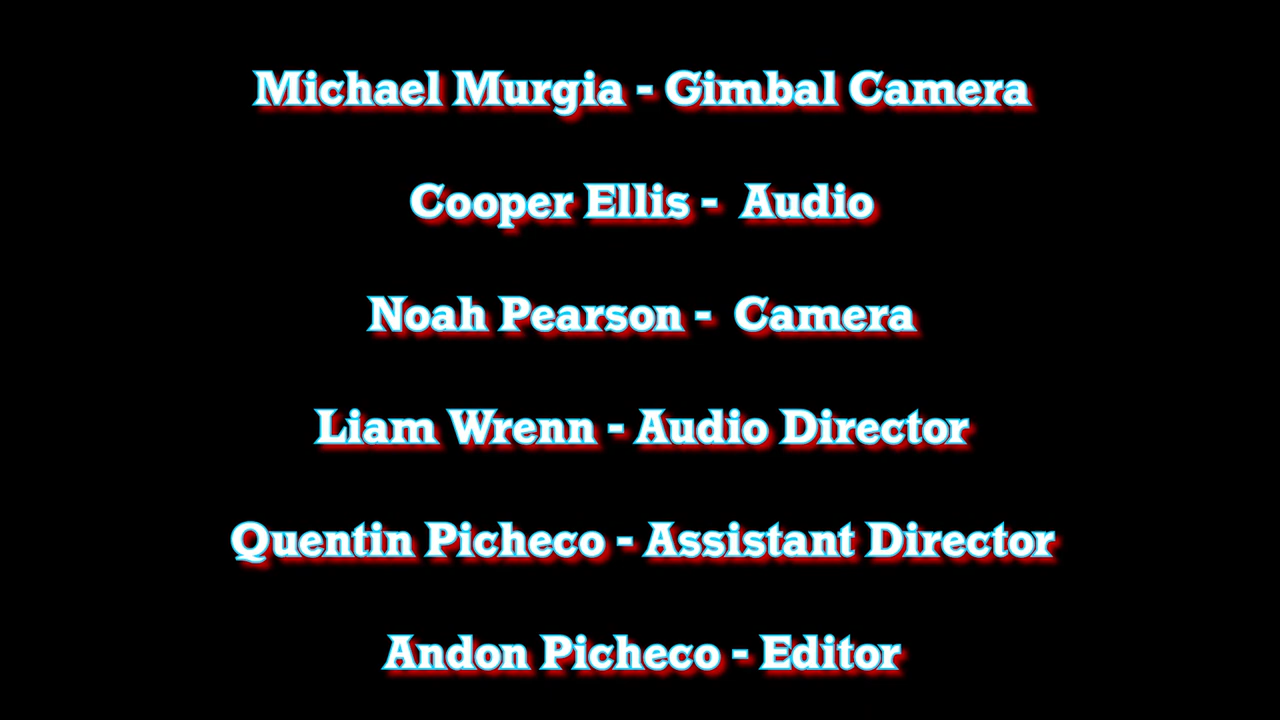 Michael Murgia - Gimbal Camera
Cooper Ellis - Audio
Noah Pearson - Camera
Liam Wrenn - Audio Director
Quentin Picheco - Assistant Director
Andon Picheco - Editor